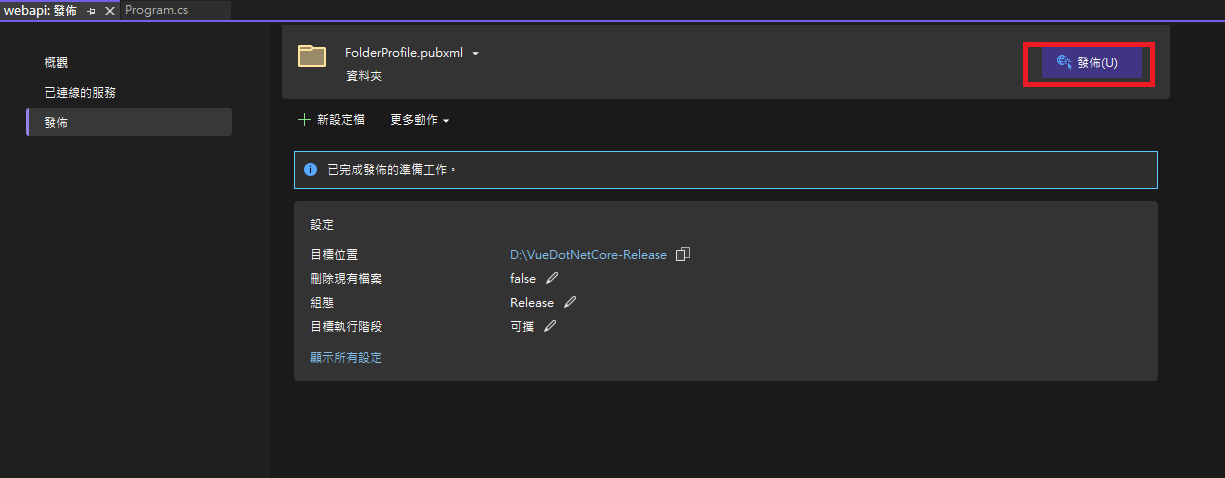 webapi: 發佈 Program.cs
概觀
已連線的服務
發佈
FolderProfile.pubxml
資料夾
發佈(U)
新設定檔 更多動作
已完成發佈的準備工作。
設定
目標位置 D:\VueDotNetCore-Release
刪除現有檔案 false
組態 Release
目標執行階段 可攜
顯示所有設定